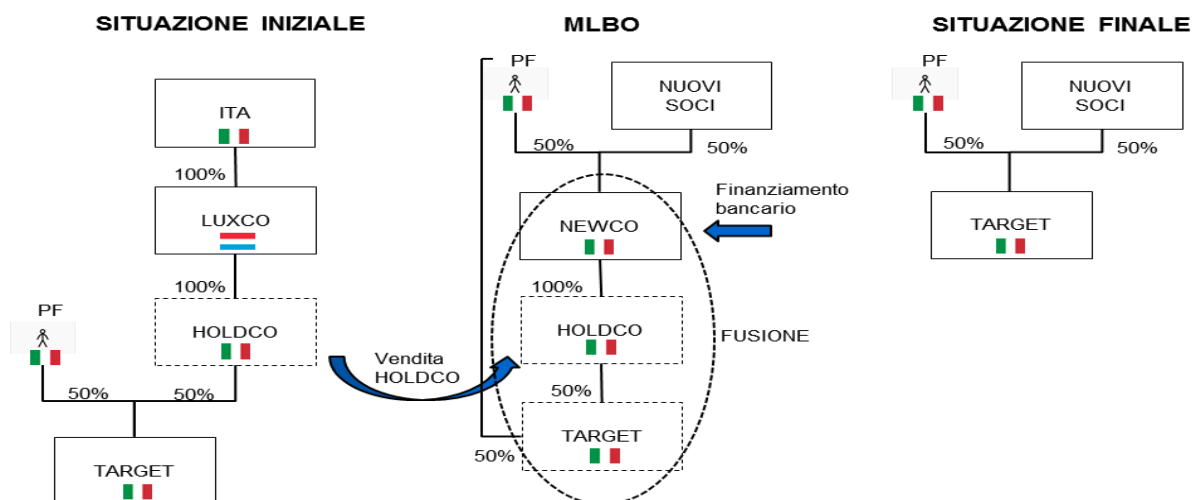 SITUAZIONE INIZIALE
ITA
100%
LUXCO
100%
PF
HOLDCO
50%
50%
TARGET
Vendita
HOLDCO
MLBO
PF
NUOVI
SOCI
50%
50%
NEWCO
Finanziamento
bancario
100%
HOLDCO
FUSIONE
50%
TARGET
50%
SITUAZIONE FINALE
PF
NUOVI
SOCI
50%
50%
TARGET